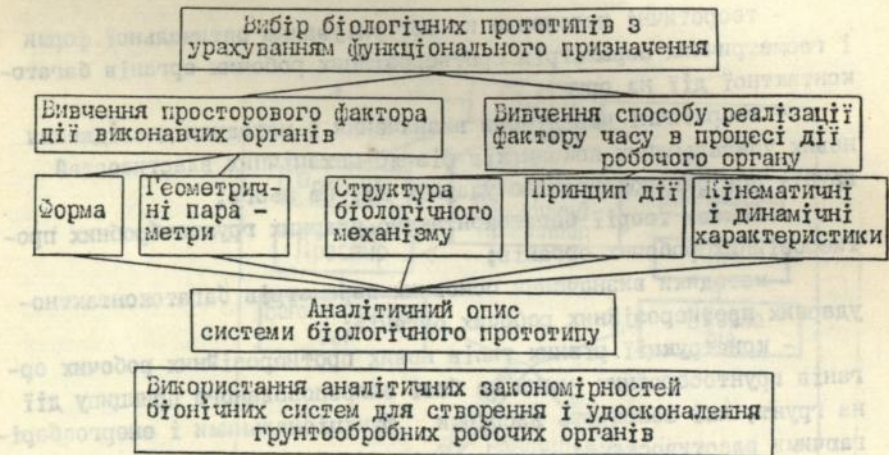 Вибір біологічних прототипів з
урахуванням функціонального призначення
Вивчення просторового фактора
дії виконавчих органів
Вивчення способу реалізації
фактору часу в процесі дії
робочого органу
Форма
Геометрич-
ні пара -
метри
Структура
біологічного
механізму
Принцип дії
Кінематичні
і
динамічні
характеристики
Аналітичний опис
системи біологічного прототипу
Використання аналітичних закономірностей
біонічних систем для створення і удосконалення
грунтообробних робочих органів